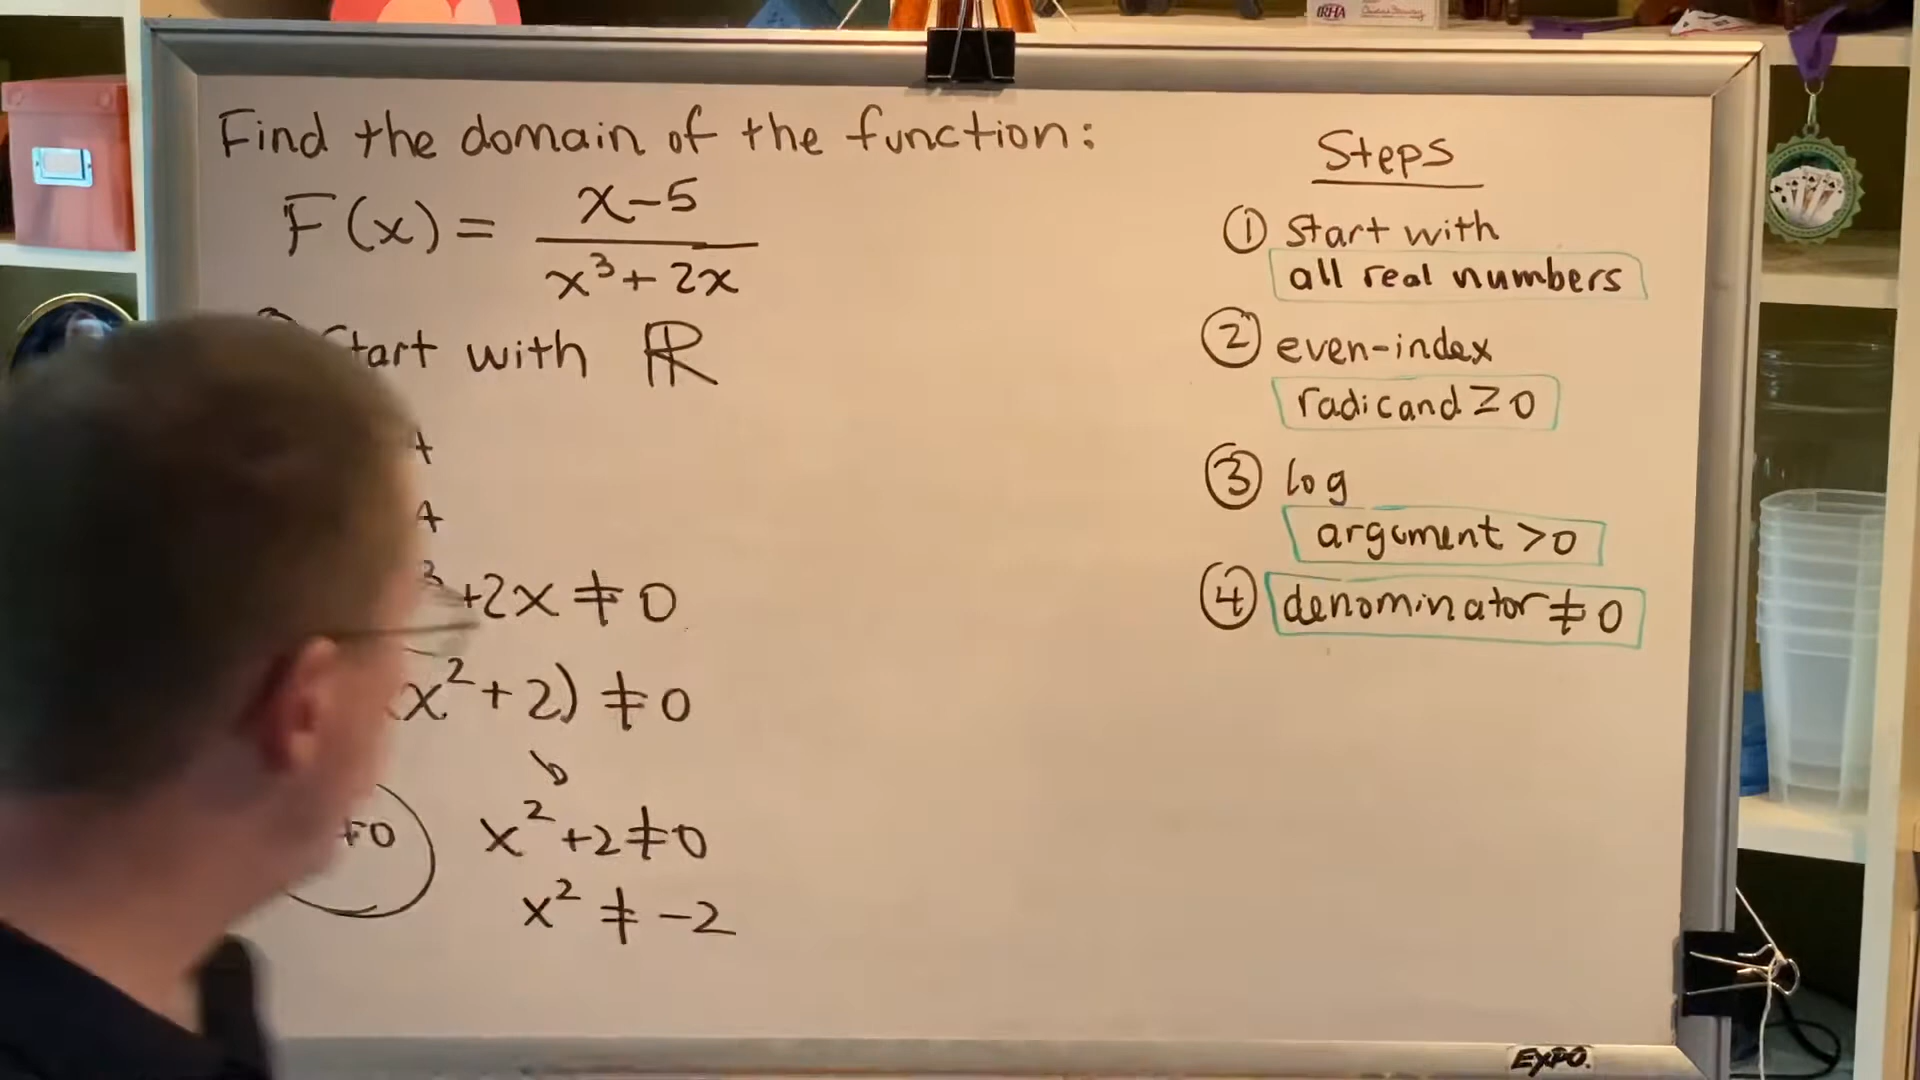 IRHA
Find the domain of the function:
F(x) = x-5 / x³+2x
with ℝ
+2x ≠ 0
x²+2) ≠ 0
≠0
x²+2≠0
x² ≠ -2
Steps
① Start with
all real numbers
② even-index
radicand ≥ 0
③ log
argument >0
④ denominator ≠ 0
EXPO.